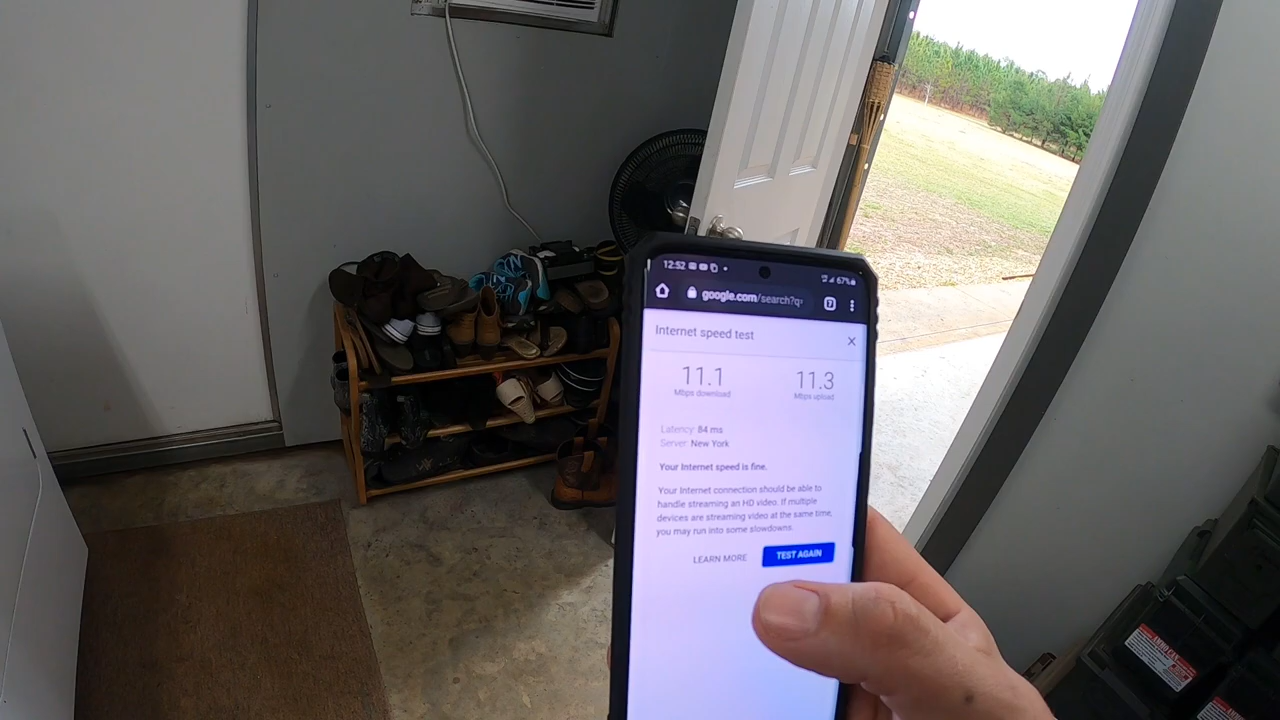 12:52
67%
google.com/search?q
Internet speed test
11.1
Mbps download
11.3
Mbps upload
Latency: 84 ms
Server: New York
Your Internet speed is fine.
Your Internet connection should be able to
handle streaming an HD video. If multiple
devices are streaming video at the same time,
you may run into some slowdowns.
LEARN MORE
TEST AGAIN
AMMO CAN